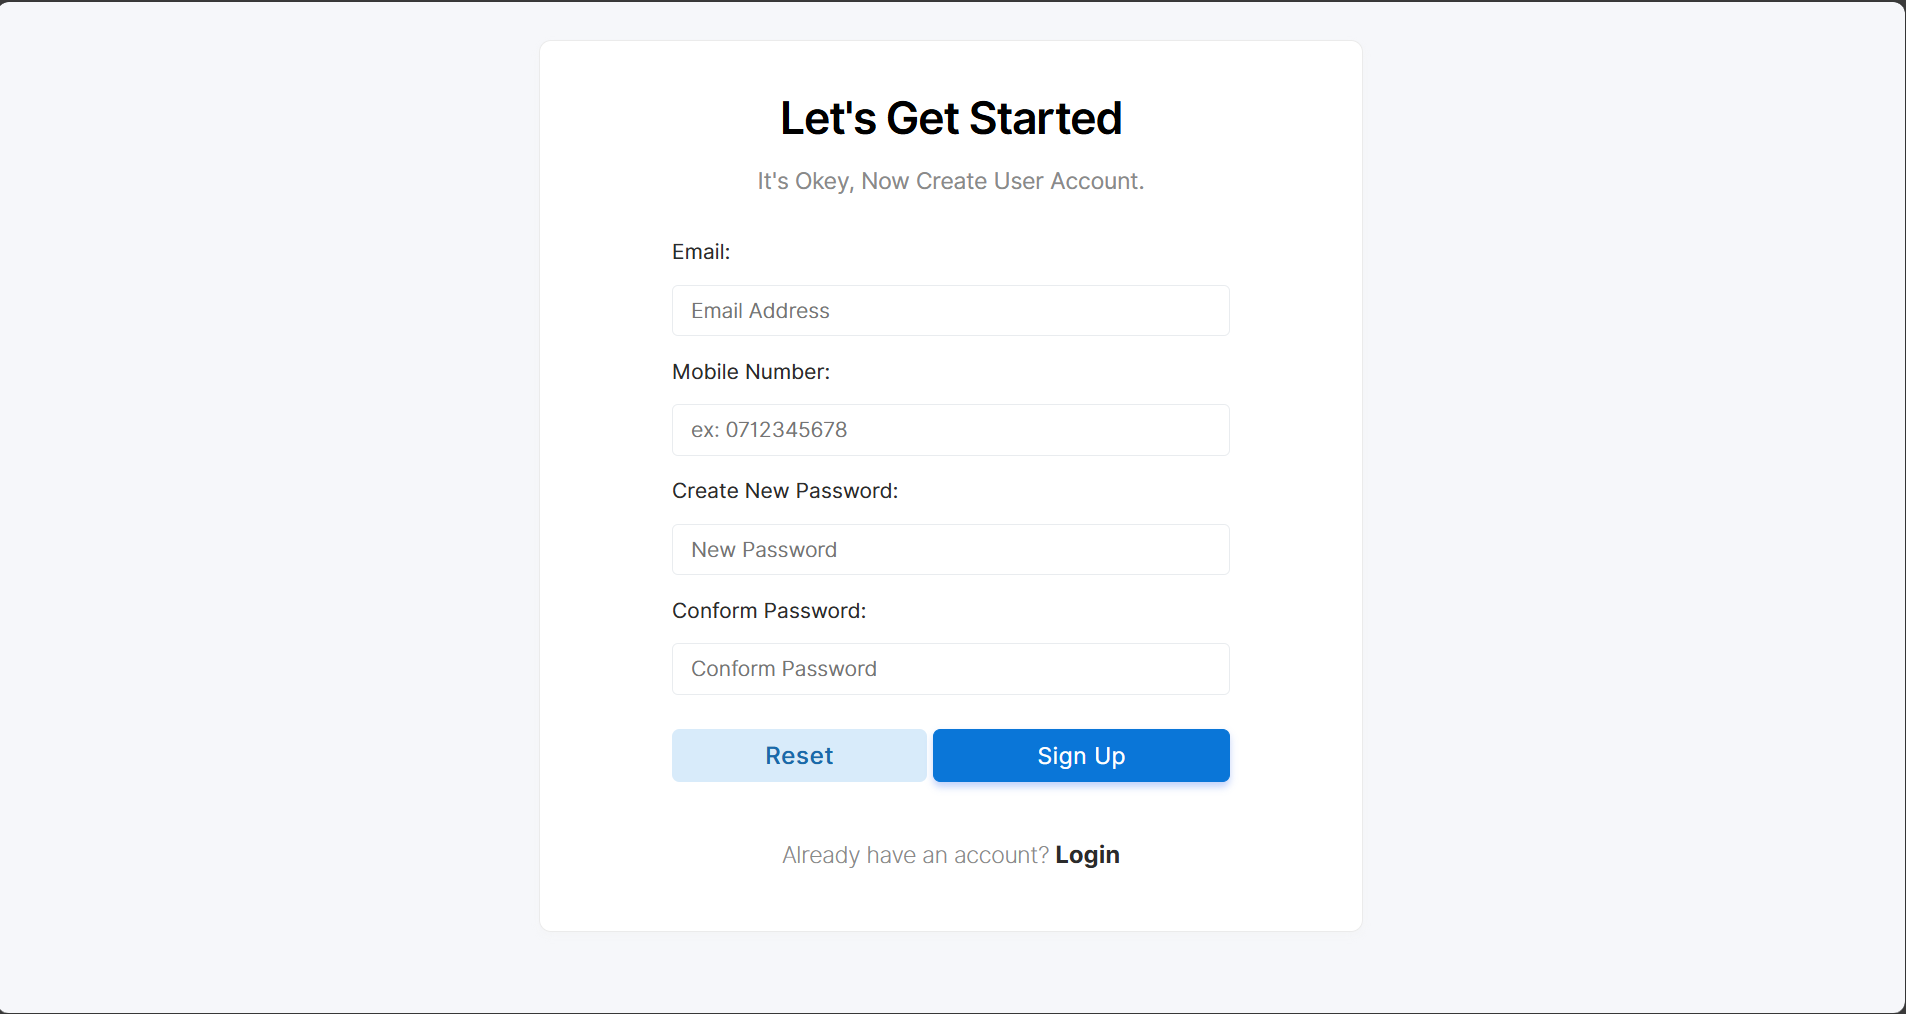 Let's Get Started
It's Okey, Now Create User Account.
Email:
Email Address
Mobile Number:
ex: 0712345678
Create New Password:
New Password
Conform Password:
Conform Password
Reset Sign Up
Already have an account? Login